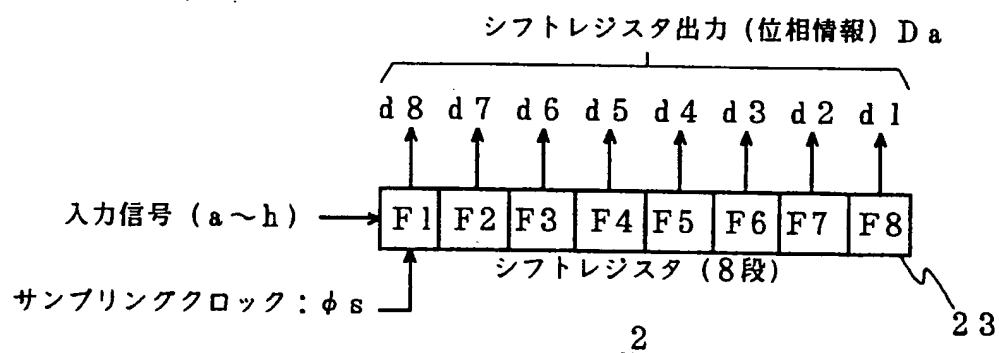 シフトレジスタ出力（位相情報）Ｄａ
ｄ８ ｄ７ ｄ６ ｄ５ ｄ４ ｄ３ ｄ２ ｄ１
入力信号（ａ～ｈ）
Ｆ１ Ｆ２ Ｆ３ Ｆ４ Ｆ５ Ｆ６ Ｆ７ Ｆ８
シフトレジスタ（８段）
サンプリングクロック：φｓ
２３
２